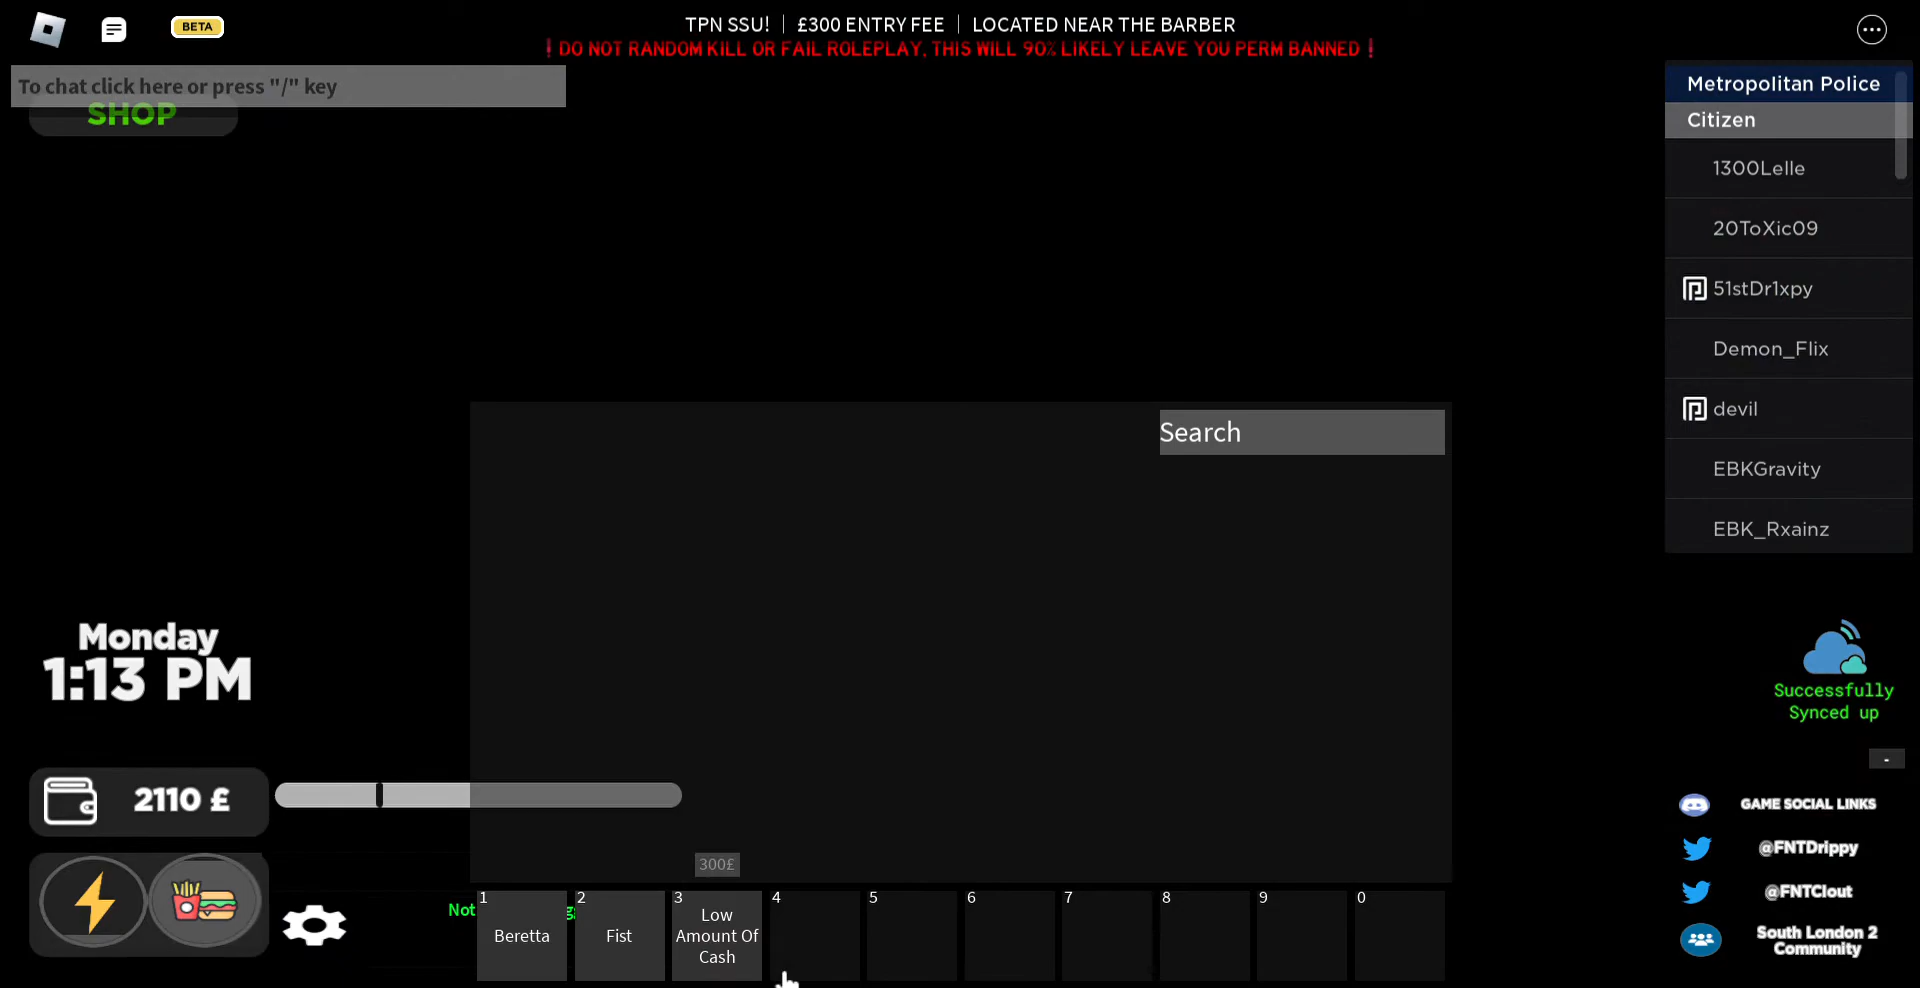 BETA
TPN SSU! | £300 ENTRY FEE | LOCATED NEAR THE BARBER
❗DO NOT RANDOM KILL OR FAIL ROLEPLAY, THIS WILL 90% LIKELY LEAVE YOU PERM BANNED❗
To chat click here or press "/" key
SHOP
Metropolitan Police
Citizen
1300Lelle
20ToXic09
51stDr1xpy
Demon_Flix
devil
EBKGravity
EBK_Rxainz
Search
Monday
1:13 PM
Successfully
Synced up
-
2110 £
GAME SOCIAL LINKS
@FNTDrippy
@FNTClout
South London 2
Community
300£
Not
1 2 3 4 5 6 7 8 9 0
Beretta
Fist
Low
Amount Of
Cash